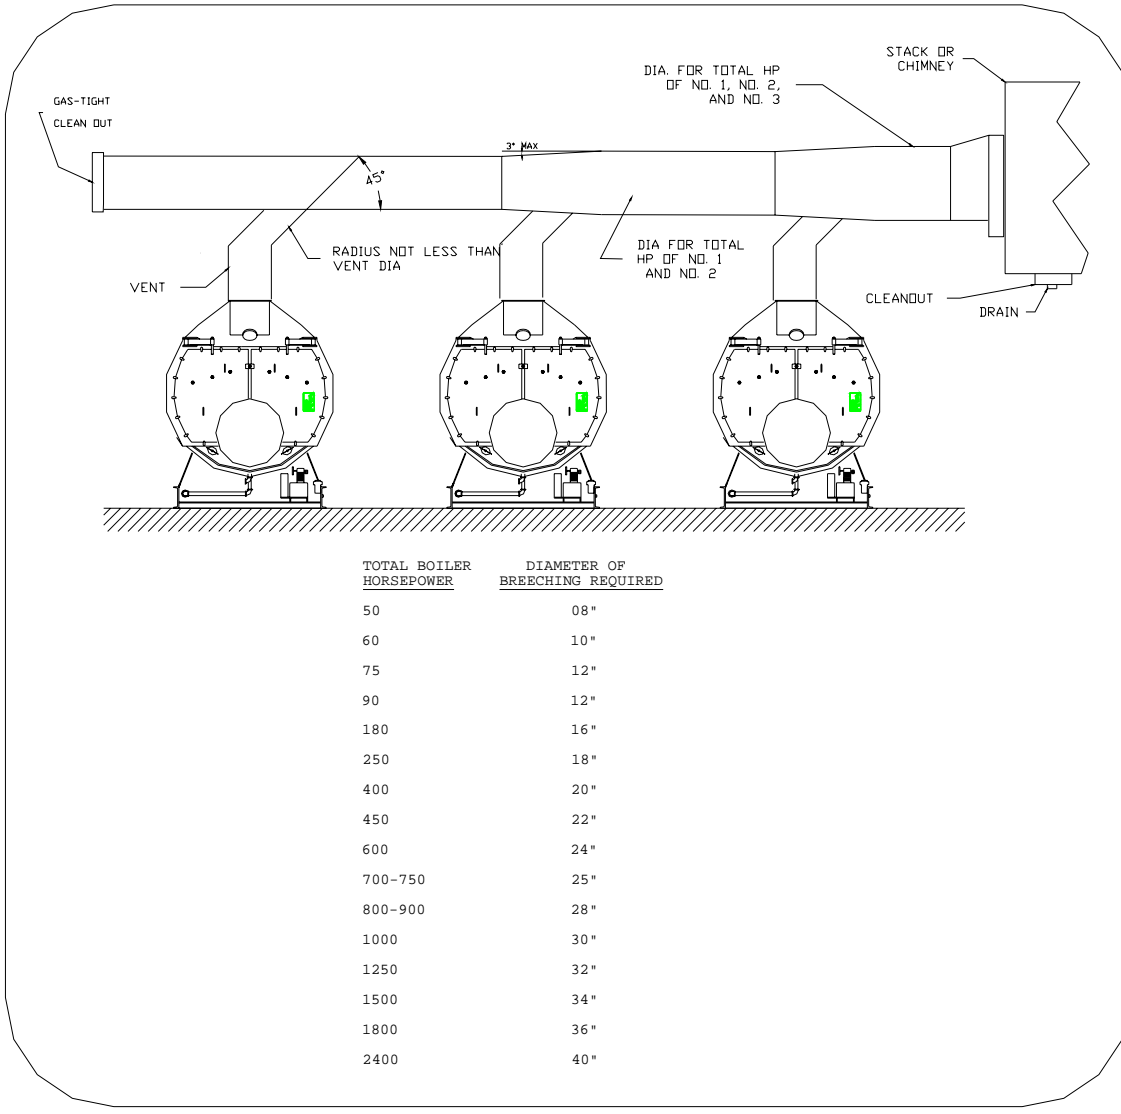 STACK OR
CHIMNEY
DIA. FOR TOTAL HP
OF NO. 1, NO. 2,
AND NO. 3
GAS-TIGHT
CLEAN OUT
3° MAX
45°
RADIUS NOT LESS THAN
VENT DIA
DIA FOR TOTAL
HP OF NO. 1
AND NO. 2
VENT
CLEANOUT
DRAIN
TOTAL BOILER DIAMETER OF
HORSEPOWER BREECHING REQUIRED
50 08"
60 10"
75 12"
90 12"
180 16"
250 18"
400 20"
450 22"
600 24"
700-750 25"
800-900 28"
1000 30"
1250 32"
1500 34"
1800 36"
2400 40"